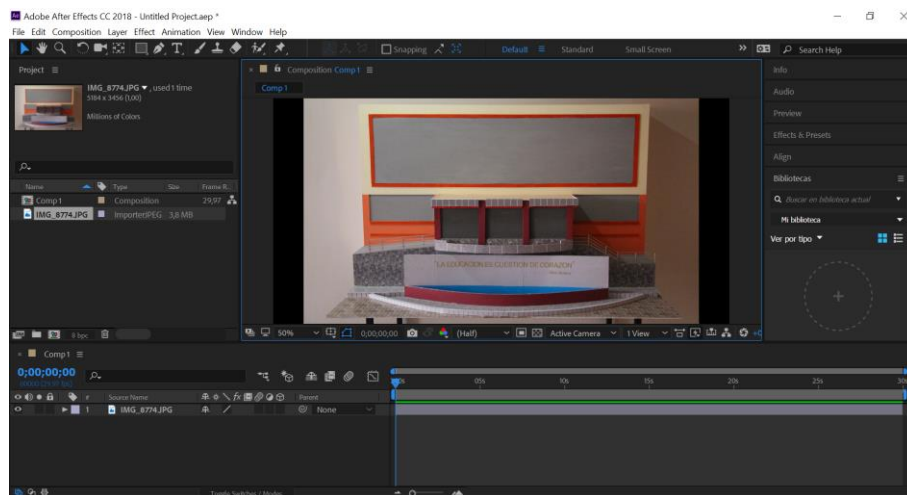 Adobe After Effects CC 2018 - Untitled Project.aep *
File Edit Composition Layer Effect Animation View Window Help
Snapping
Default
Standard
Small Screen
Search Help
Project
IMG_8774.JPG ▼, used 1 time
5184 x 3456 (1,00)
Millions of Colors
Name Type Size Frame R...
Comp 1 Composition 29,97
IMG_8774.JPG ImporterJPEG 3,8 MB
8 bpc
Composition Comp 1
Comp 1
"LA EDUCACION ES CUESTION DE CORAZON"
50% 0;00;00;00 (Half) Active Camera 1 View
Info
Audio
Preview
Effects & Presets
Align
Bibliotecas
Buscar en biblioteca actual
Mi biblioteca
Ver por tipo
Comp 1
0;00;00;00
05s 10s 15s 20s 25s 30s
# Source Name Parent
1 IMG_8774.JPG None
Toggle Switches / Modes